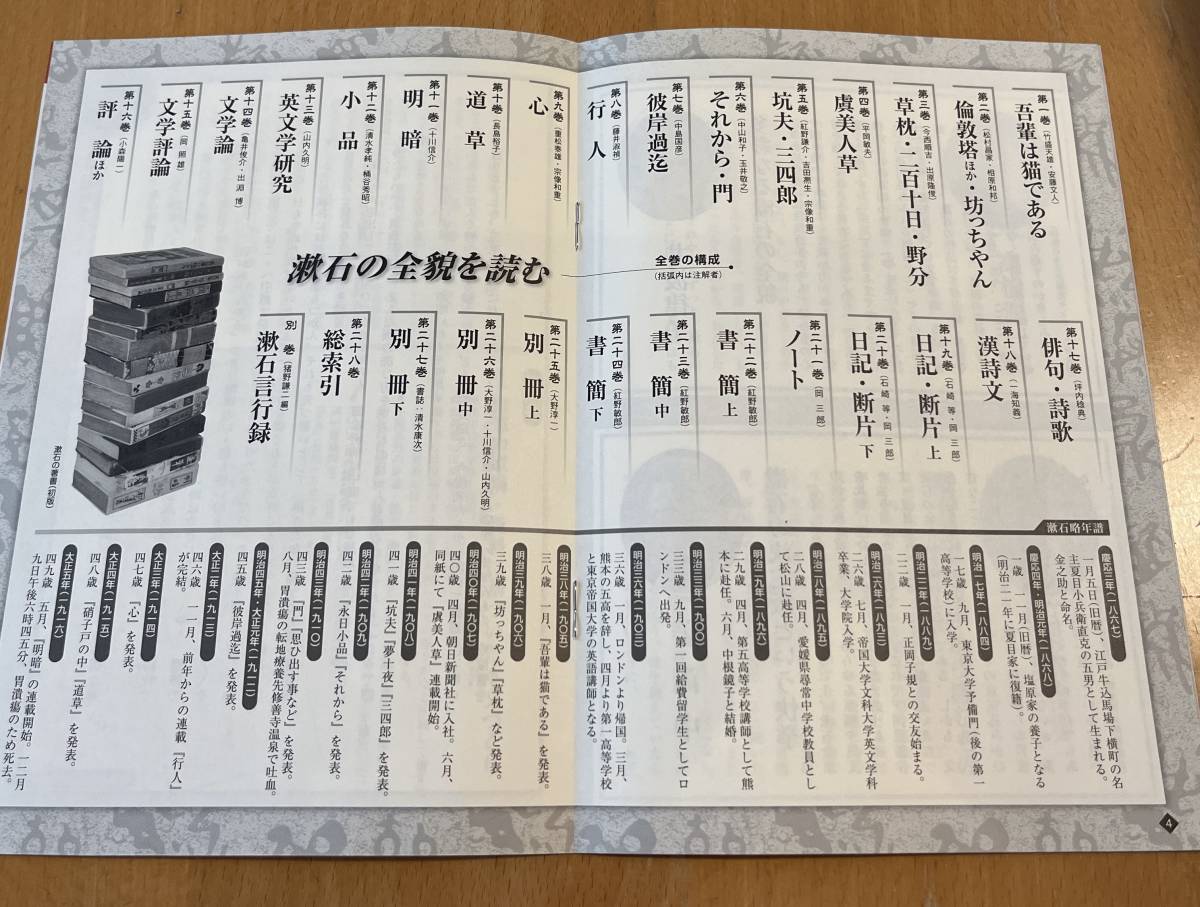 漱石の全貌を読む
全巻の構成
(括弧内は注解者)
第一巻(竹盛天雄・安藤文人)
吾輩は猫である
第二巻(松村昌家・相原和邦)
倫敦塔ほか・坊っちゃん
第三巻(今西順吉・出原隆俊)
草枕・二百十日・野分
第四巻(平岡敏夫)
虞美人草
第五巻(紅野謙介・吉田凞生・宗像和重)
坑夫・三四郎
第六巻(中山和子・玉井敬之)
それから・門
第七巻(中島国彦)
彼岸過迄
第八巻(藤井淑禎)
行人
第九巻(重松泰雄・宗像和重)
心
第十巻(長島裕子)
道草
第十一巻(十川信介)
明暗
第十二巻(清水孝純・桶谷秀昭)
小品
第十三巻(山内久明)
英文学研究
第十四巻(亀井俊介・出淵 博)
文学論
第十五巻(岡 照雄)
文学評論
第十六巻(小森陽一)
評論ほか
第十七巻(坪内稔典)
俳句・詩歌
第十八巻(一海知義)
漢詩文
第十九巻(石崎 等・岡 三郎)
日記・断片 上
第二十巻(石崎 等・岡 三郎)
日記・断片 下
第二十一巻(岡 三郎)
ノート
第二十二巻(紅野敏郎)
書簡 上
第二十三巻(紅野敏郎)
書簡 中
第二十四巻(紅野敏郎)
書簡 下
第二十五巻(大野淳一)
別冊 上
第二十六巻(大野淳一・十川信介・山内久明)
別冊 中
第二十七巻(書誌:清水康次)
別冊 下
第二十八巻
総索引
別 巻(猪野謙二編)
漱石言行録
漱石の著書(初版)
漱石略年譜
慶応三年(一八六七)
一月五日(旧暦)、江戸牛込馬場下横町の名
主夏目小兵衛直克の五男として生まれる。
金之助と命名。
慶応四年・明治元年(一八六八)
一歳 一一月(旧暦)、塩原家の養子となる
(明治二一年に夏目家に復籍)。
明治一七年(一八八四)
一七歳 九月、東京大学予備門(後の第一
高等学校)に入学。
明治二二年(一八八九)
二二歳 一月、正岡子規との交友始まる。
明治二六年(一八九三)
二六歳 七月、帝国大学文科大学英文学科
卒業、大学院入学。
明治二八年(一八九五)
二八歳 四月、愛媛県尋常中学校教員とし
て松山に赴任。
明治二九年(一八九六)
二九歳 四月、第五高等学校講師として熊
本に赴任。六月、中根鏡子と結婚。
明治三三年(一九〇〇)
三三歳 九月、第一回給費留学生としてロ
ンドンへ出発。
明治三六年(一九〇三)
三六歳 一月、ロンドンより帰国。三月、
熊本の五高を辞し、四月より第一高等学校
と東京帝国大学の英語講師となる。
明治三八年(一九〇五)
三八歳 一月、『吾輩は猫である』を発表。
明治三九年(一九〇六)
三九歳 『坊っちゃん』『草枕』など発表。
明治四〇年(一九〇七)
四〇歳 四月、朝日新聞社に入社。六月、
同紙にて『虞美人草』連載開始。
明治四一年(一九〇八)
四一歳 『坑夫』『夢十夜』『三四郎』を発表。
明治四二年(一九〇九)
四二歳 『永日小品』『それから』を発表。
明治四三年(一九一〇)
四三歳 『門』『思ひ出す事など』を発表。
八月、胃潰瘍の転地療養先修善寺温泉で吐血。
明治四五年・大正元年(一九一二)
四五歳 『彼岸過迄』を発表。
大正二年(一九一三)
四六歳 一一月、前年からの連載『行人』
が完結。
大正三年(一九一四)
四七歳 『心』を発表。
大正四年(一九一五)
四八歳 『硝子戸の中』『道草』を発表。
大正五年(一九一六)
四九歳 五月、『明暗』の連載開始。一二月
九日午後六時四五分、胃潰瘍のため死去。
4